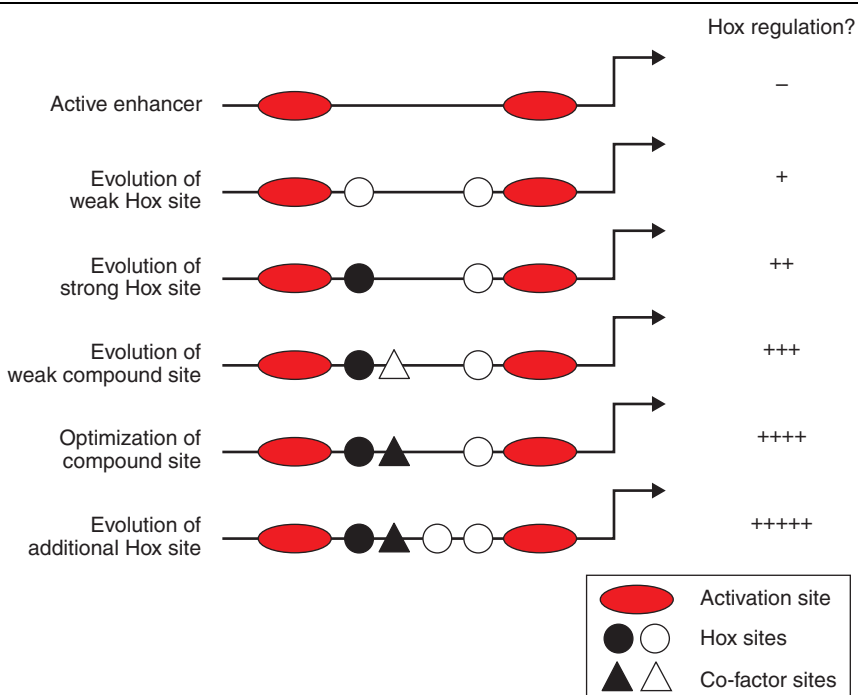 Hox regulation?
Active enhancer
–
Evolution of
weak Hox site
+
Evolution of
strong Hox site
++
Evolution of
weak compound site
+++
Optimization of
compound site
++++
Evolution of
additional Hox site
+++++
Activation site
Hox sites
Co-factor sites